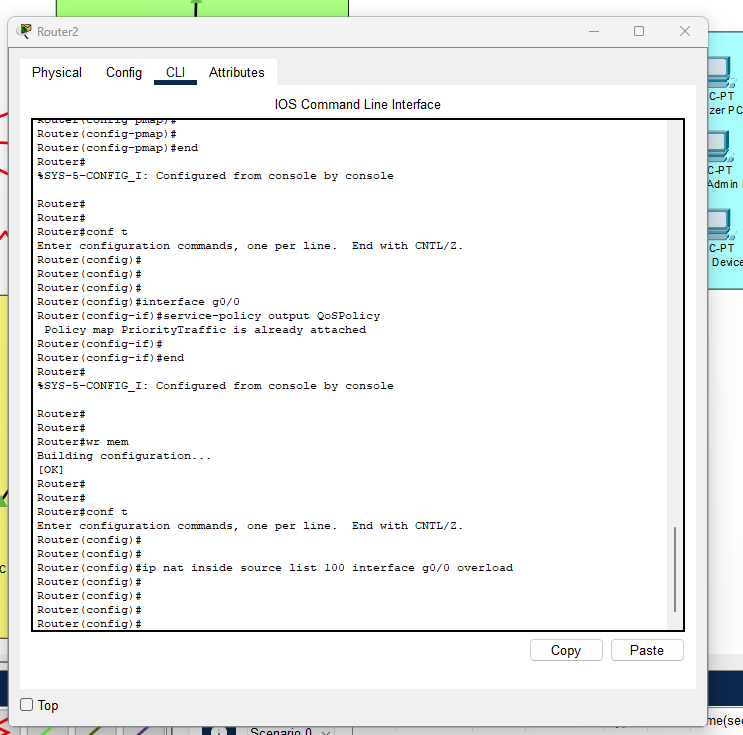 Router2
Physical Config CLI Attributes
IOS Command Line Interface
Router(config-pmap)#
Router(config-pmap)#
Router(config-pmap)#end
Router#
%SYS-5-CONFIG_I: Configured from console by console
Router#
Router#
Router#conf t
Enter configuration commands, one per line.  End with CNTL/Z.
Router(config)#
Router(config)#
Router(config)#
Router(config)#interface g0/0
Router(config-if)#service-policy output QoSPolicy
 Policy map PriorityTraffic is already attached
Router(config-if)#
Router(config-if)#end
Router#
%SYS-5-CONFIG_I: Configured from console by console
Router#
Router#
Router#wr mem
Building configuration...
[OK]
Router#
Router#
Router#conf t
Enter configuration commands, one per line.  End with CNTL/Z.
Router(config)#
Router(config)#
Router(config)#ip nat inside source list 100 interface g0/0 overload
Router(config)#
Router(config)#
Router(config)#
Router(config)#
Copy Paste
Top
C-PT
zer PC
C-PT
Admin
C-PT
Device
Scenario 0
me(sec